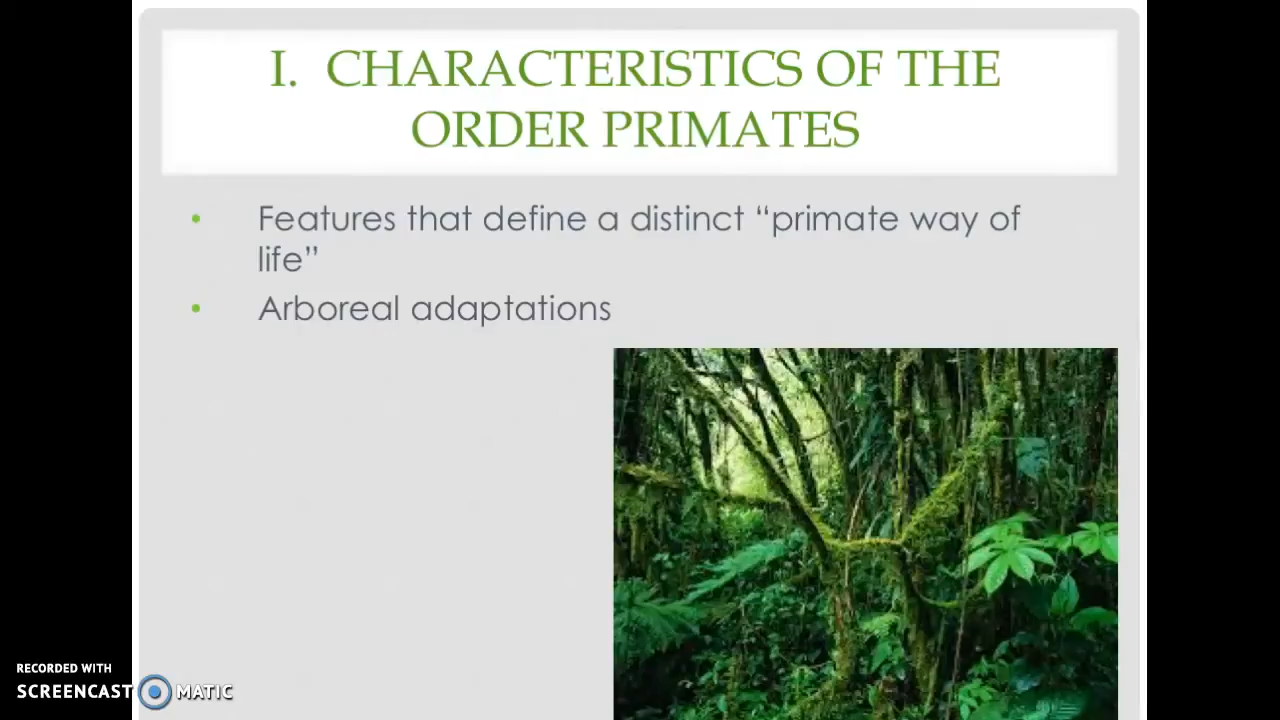 I. CHARACTERISTICS OF THE
ORDER PRIMATES
• Features that define a distinct “primate way of
life”
• Arboreal adaptations
RECORDED WITH
SCREENCAST MATIC